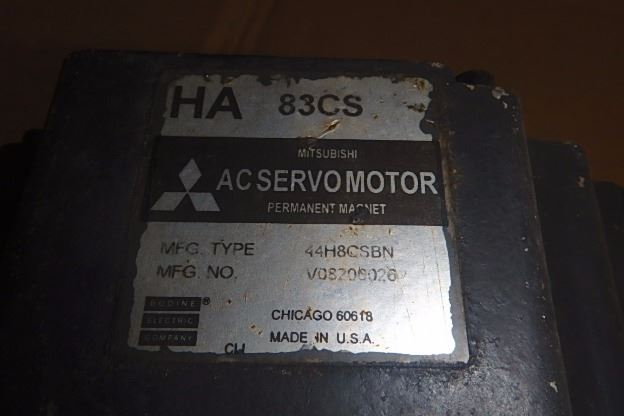 HA 83CS
MITSUBISHI
AC SERVO MOTOR
PERMANENT MAGNET
MFG. TYPE 44H8CSBN
MFG. NO.
BODINE ®
ELECTRIC
COMPANY
CHICAGO 60618
MADE IN U.S.A.
CH